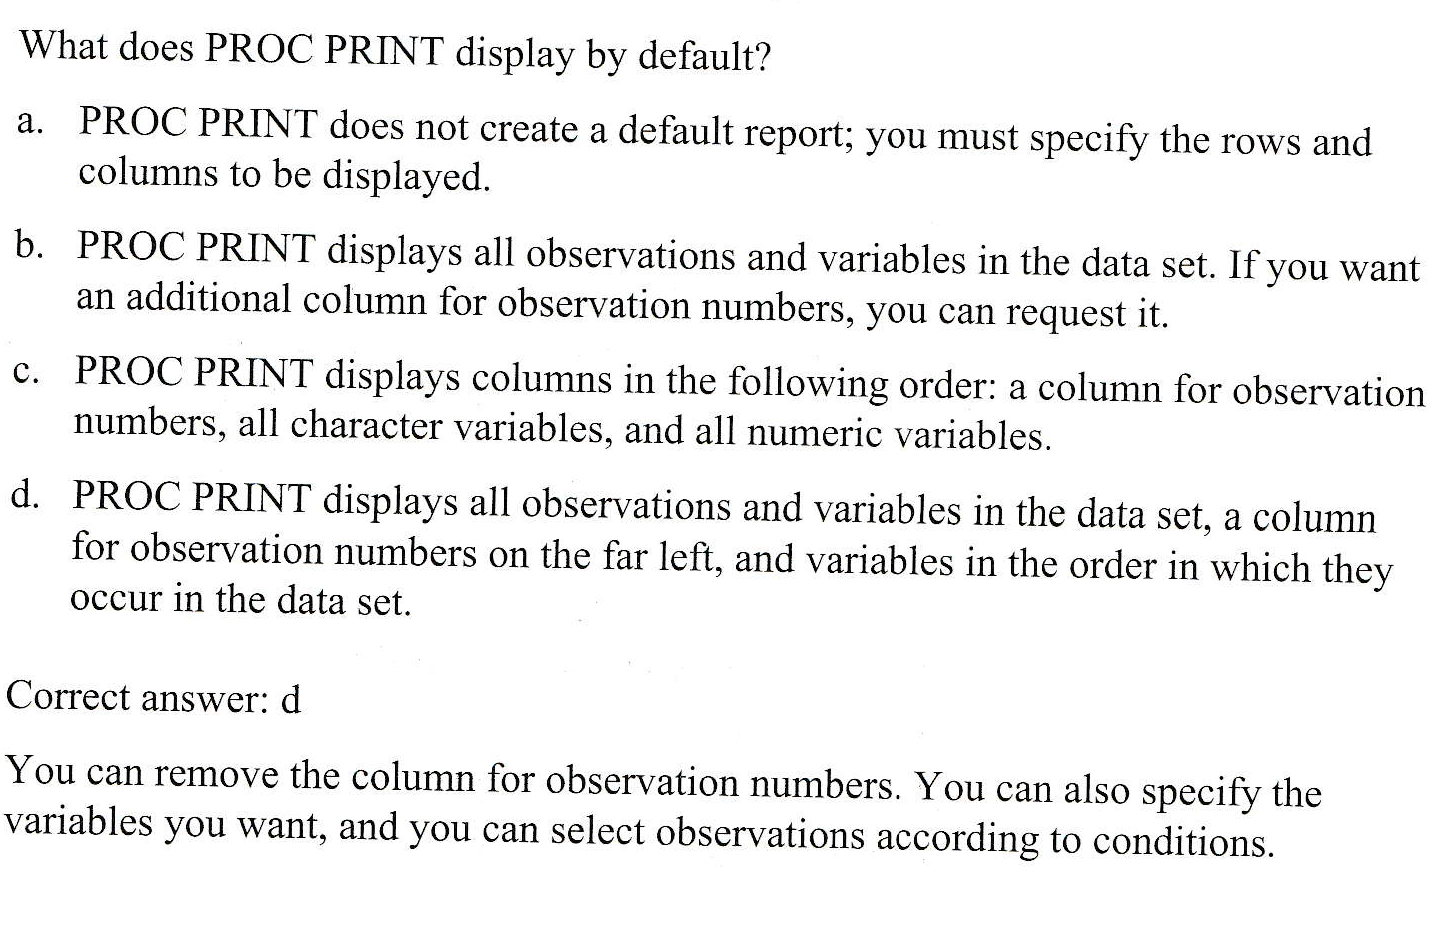 What does PROC PRINT display by default?
a. PROC PRINT does not create a default report; you must specify the rows and
columns to be displayed.
b. PROC PRINT displays all observations and variables in the data set. If you want
an additional column for observation numbers, you can request it.
c. PROC PRINT displays columns in the following order: a column for observation
numbers, all character variables, and all numeric variables.
d. PROC PRINT displays all observations and variables in the data set, a column
for observation numbers on the far left, and variables in the order in which they
occur in the data set.
Correct answer: d
You can remove the column for observation numbers. You can also specify the
variables you want, and you can select observations according to conditions.